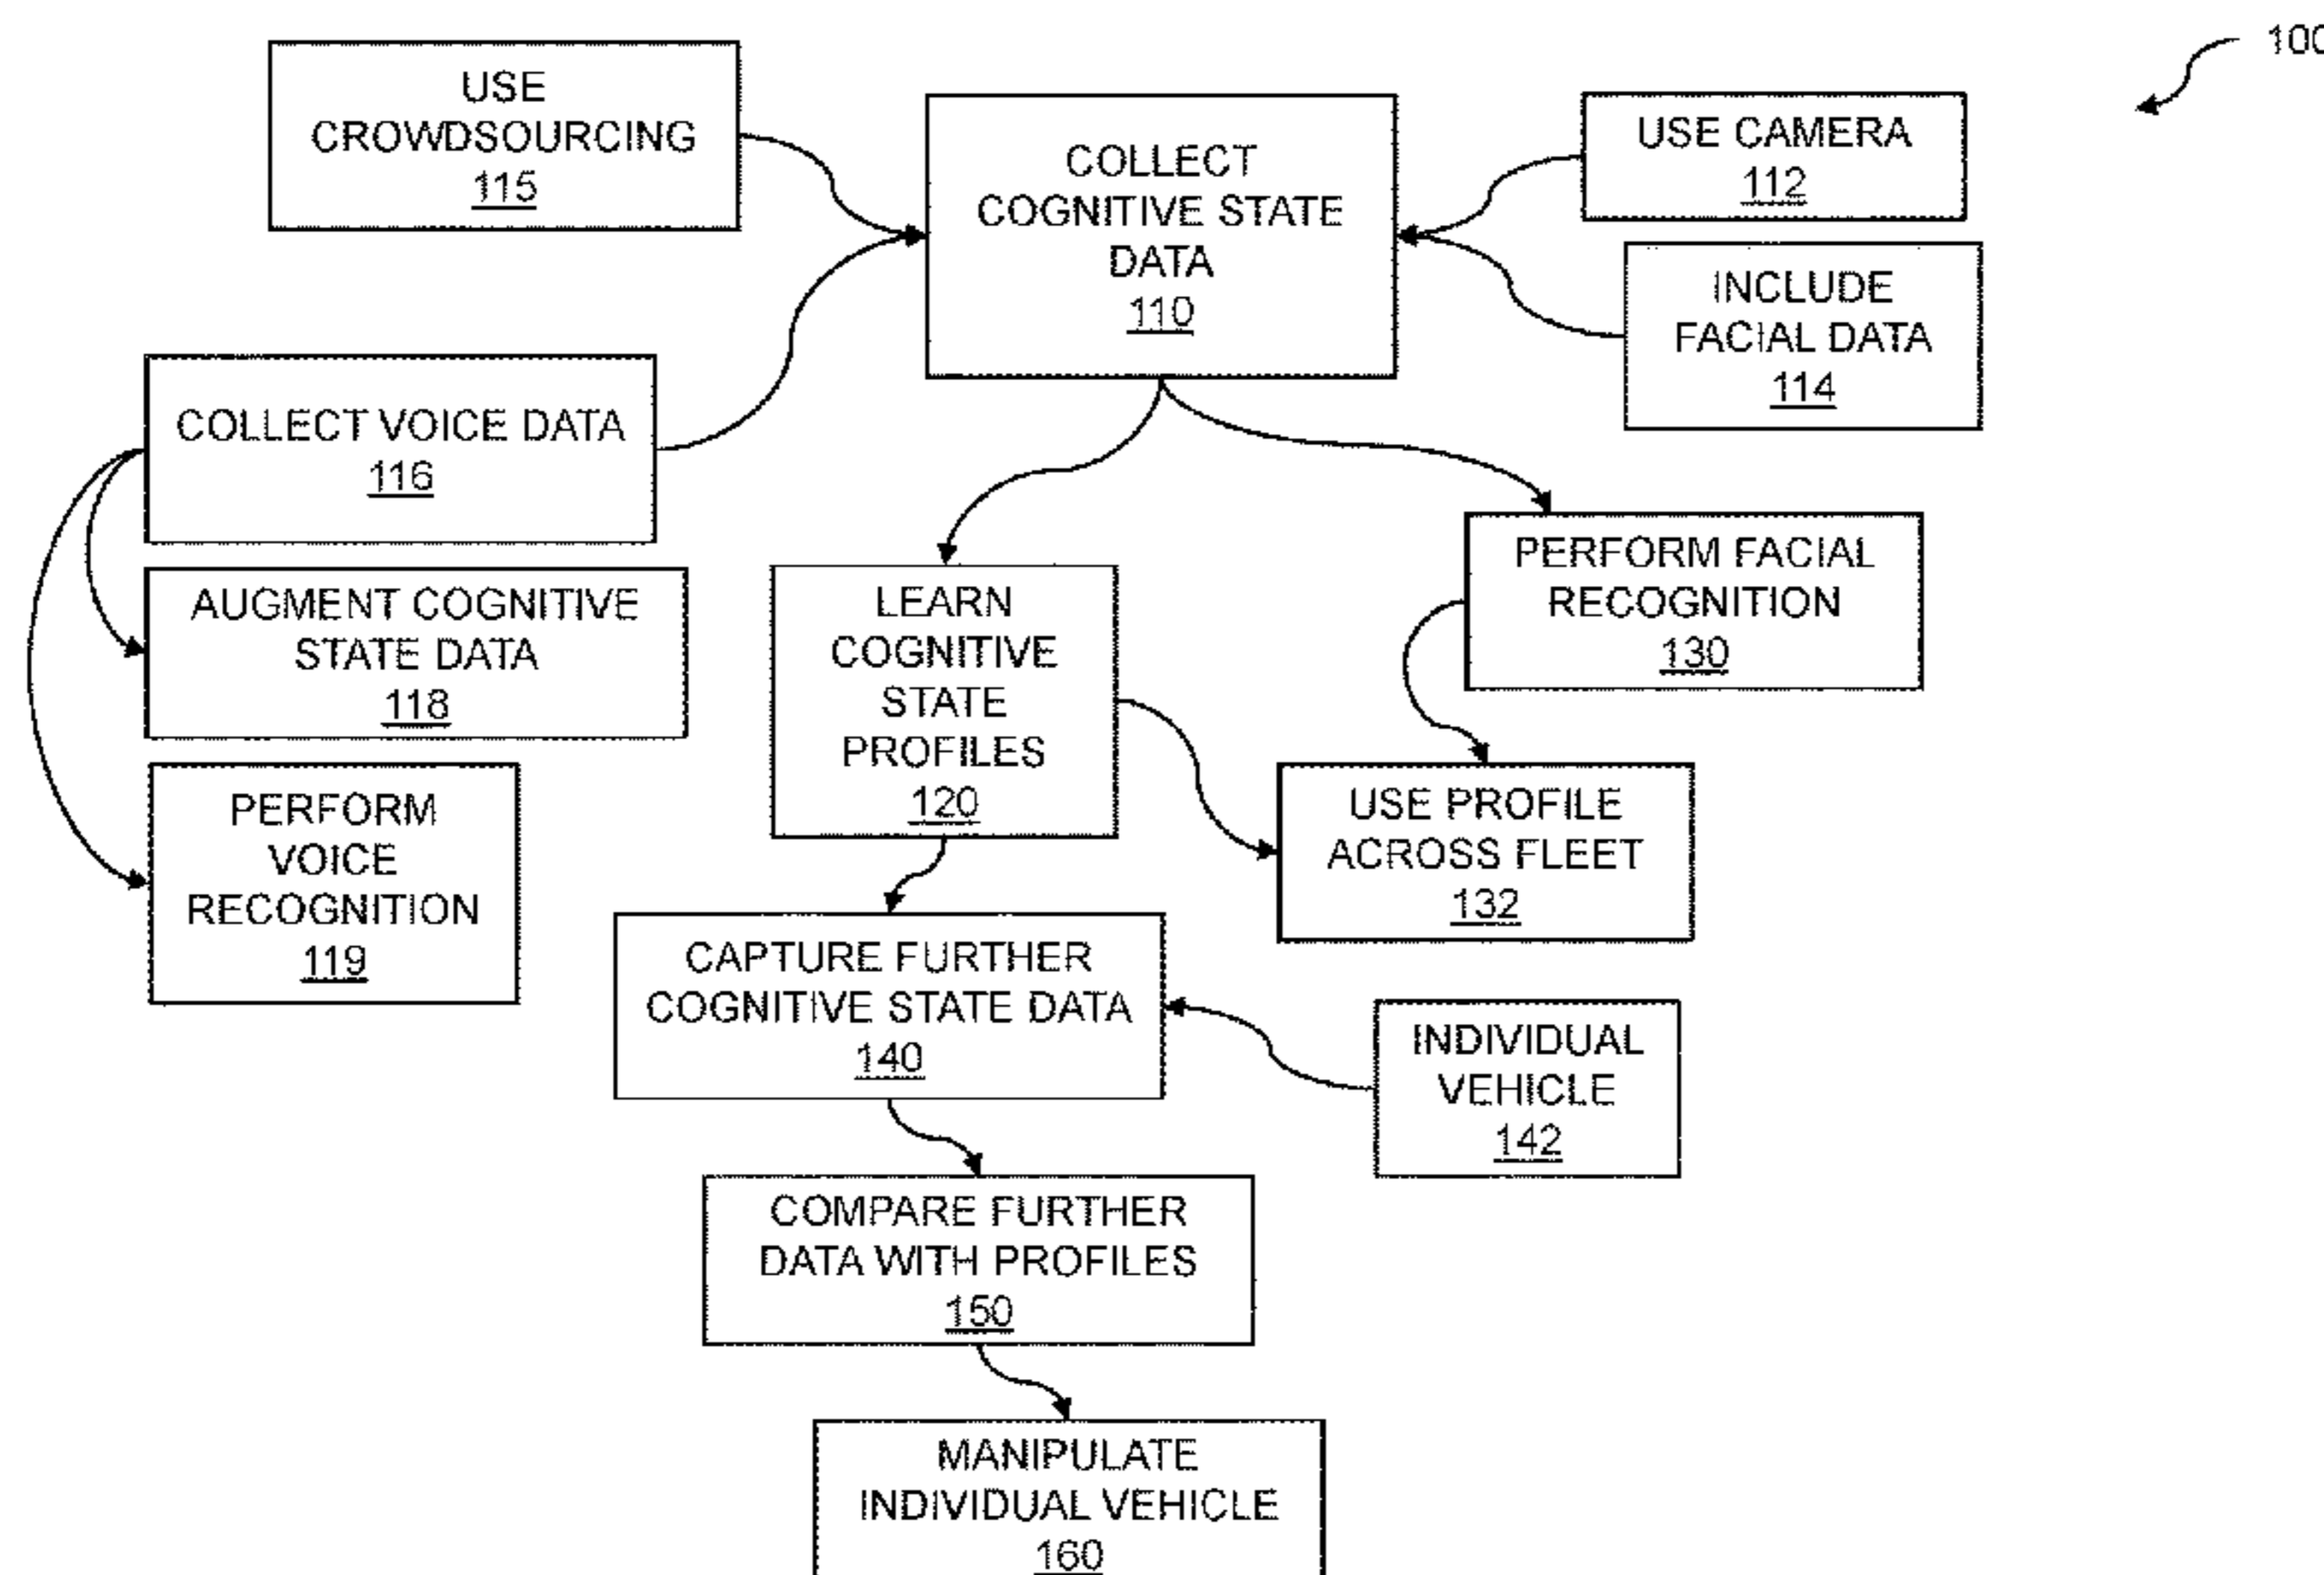 100
USE
CROWDSOURCING
115
COLLECT
COGNITIVE STATE
DATA
110
USE CAMERA
112
INCLUDE
FACIAL DATA
114
COLLECT VOICE DATA
116
AUGMENT COGNITIVE
STATE DATA
118
PERFORM
VOICE
RECOGNITION
119
LEARN
COGNITIVE
STATE
PROFILES
120
PERFORM FACIAL
RECOGNITION
130
USE PROFILE
ACROSS FLEET
132
CAPTURE FURTHER
COGNITIVE STATE DATA
140
INDIVIDUAL
VEHICLE
142
COMPARE FURTHER
DATA WITH PROFILES
150
MANIPULATE
INDIVIDUAL VEHICLE
160